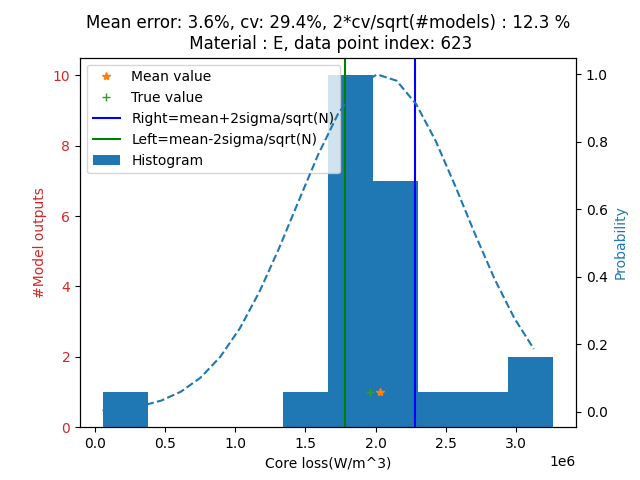 Mean error: 3.6%, cv: 29.4%, 2*cv/sqrt(#models) : 12.3 %
Material : E, data point index: 623
Mean value
True value
Right=mean+2sigma/sqrt(N)
Left=mean-2sigma/sqrt(N)
Histogram
#Model outputs
10
8
6
4
2
0
Probability
1.0
0.8
0.6
0.4
0.2
0.0
0.0 0.5 1.0 1.5 2.0 2.5 3.0
1e6
Core loss(W/m^3)